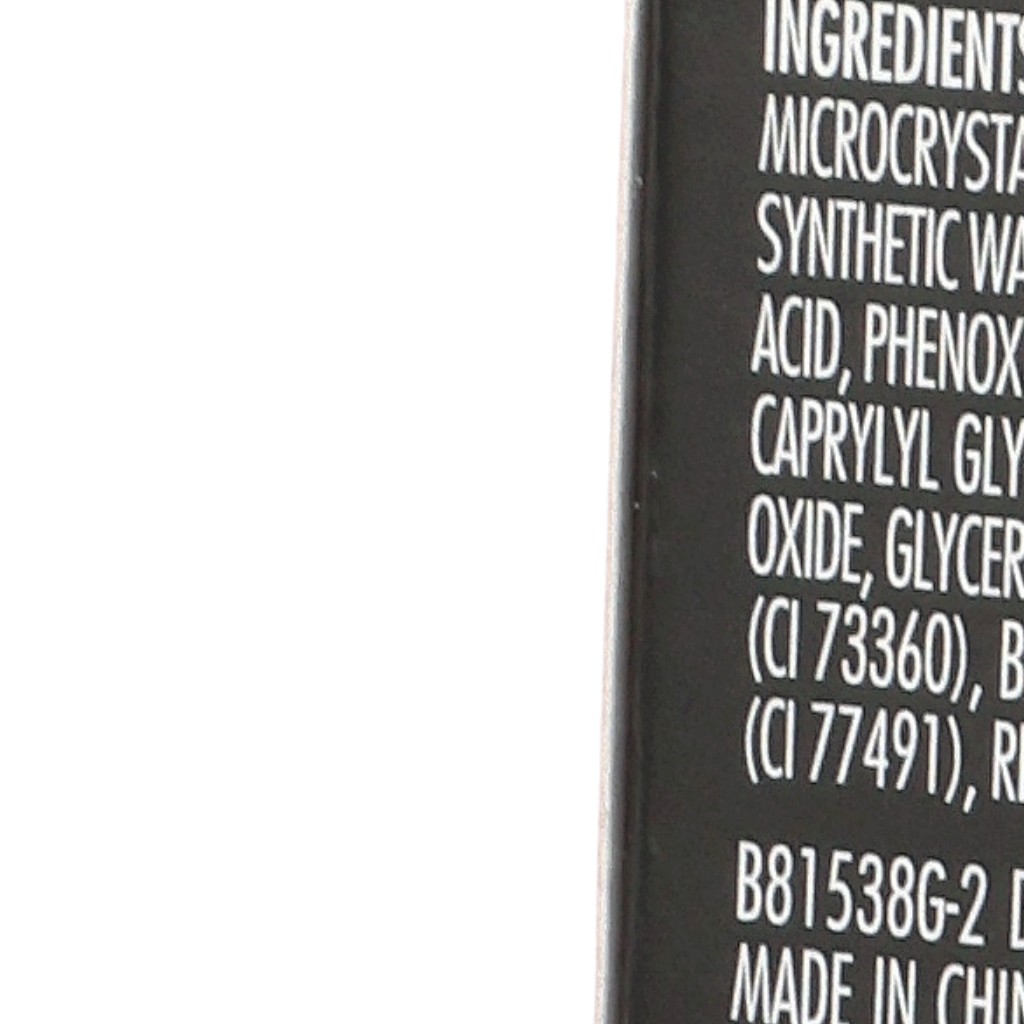 INGREDIENTS
MICROCRYSTA
SYNTHETIC WA
ACID, PHENOX
CAPRYLYL GLY
OXIDE, GLYCER
(CI 73360), B
(CI 77491), R
B81538G-2 D
MADE IN CHIN